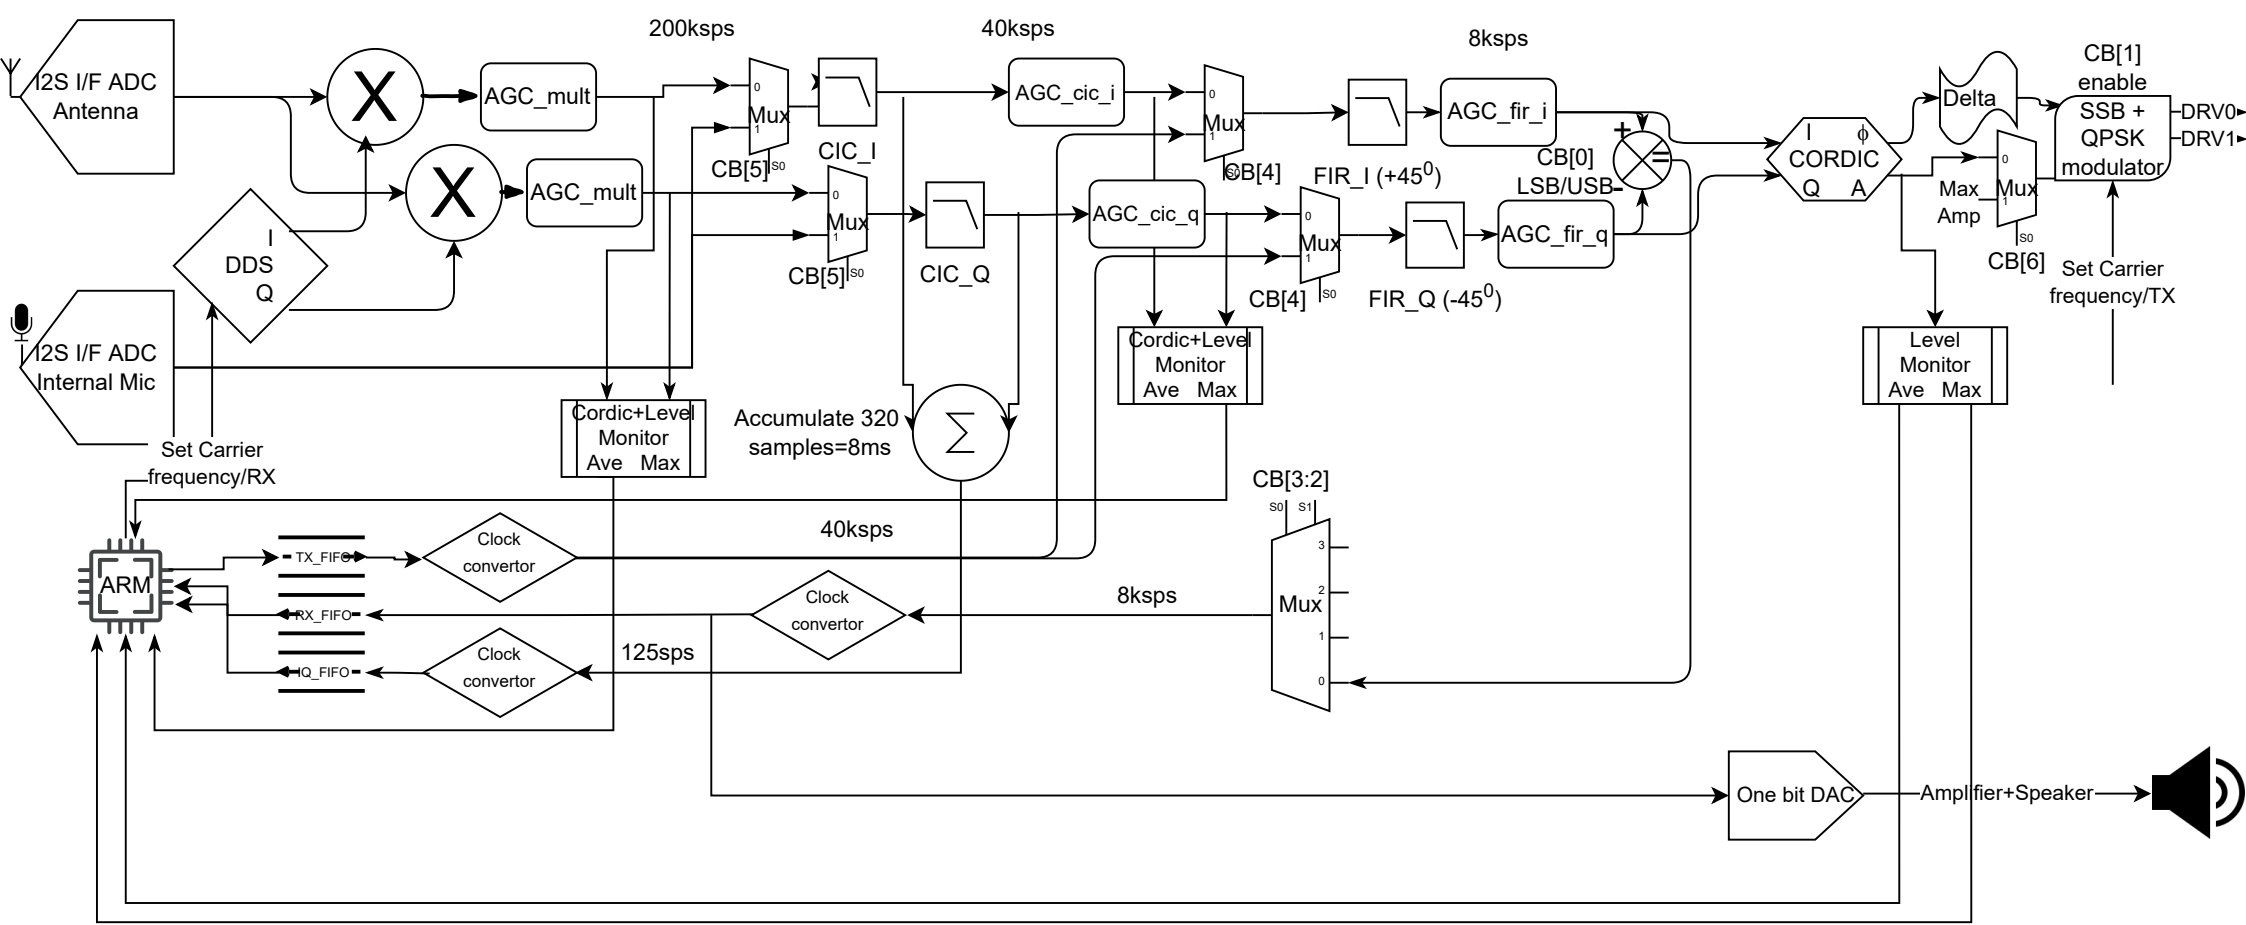 200ksps
40ksps
8ksps
CB[1]
enable
I2S I/F ADC
Antenna
X
AGC_mult
0
Mux
1
CB[5]
S0
CIC_I
AGC_cic_i
0
Mux
1
S0
CB[4]
AGC_fir_i
+
CB[0]
LSB/USB
-
=
I
ϕ
CORDIC
Q
A
Delta
SSB +
QPSK
modulator
DRV0
DRV1
X
AGC_mult
0
Mux
1
CB[5]
S0
CIC_Q
AGC_cic_q
0
Mux
1
CB[4]
S0
FIR_I (+45⁰)
FIR_Q (-45⁰)
AGC_fir_q
Max
Amp
0
Mux
1
S0
CB[6]
Set Carrier
frequency/TX
I
DDS
Q
I2S I/F ADC
Internal Mic
Set Carrier
frequency/RX
Cordic+Level
Monitor
Ave Max
Accumulate 320
samples=8ms
∑
Cordic+Level
Monitor
Ave Max
Level
Monitor
Ave Max
CB[3:2]
S0
S1
3
2
Mux
1
0
ARM
TX_FIFO
Clock
convertor
40ksps
RX_FIFO
Clock
convertor
8ksps
IQ_FIFO
Clock
convertor
125sps
One bit DAC
Amplifier+Speaker